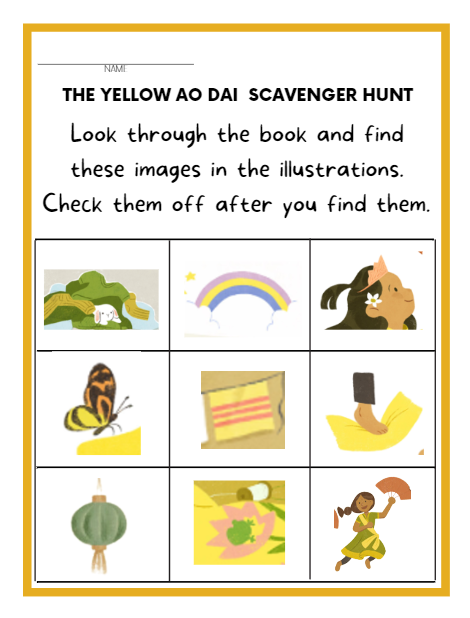 NAME
THE YELLOW AO DAI SCAVENGER HUNT
Look through the book and find
these images in the illustrations.
Check them off after you find them.